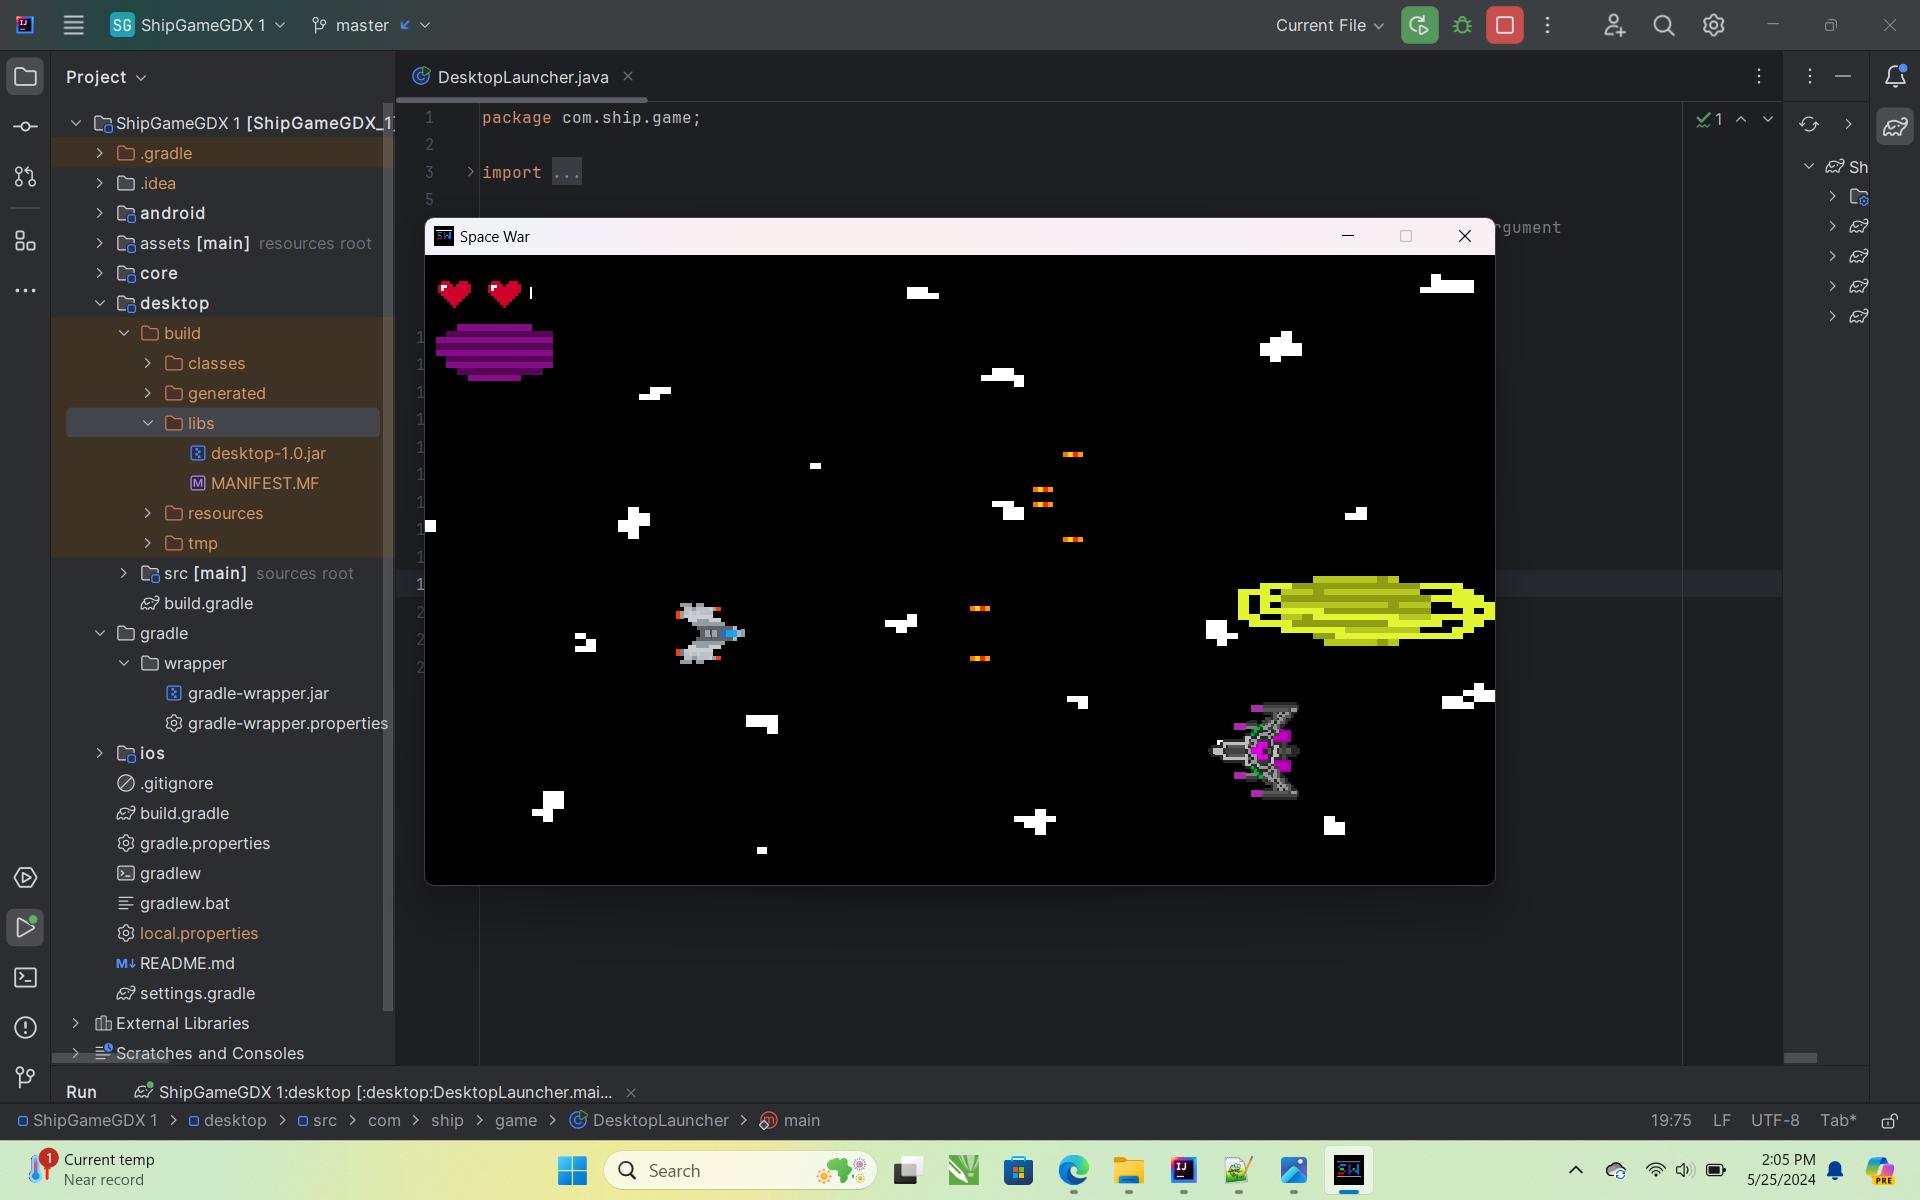 SG ShipGameGDX 1 master Current File
Project
DesktopLauncher.java
ShipGameGDX 1 [ShipGameGDX_1]
.gradle
.idea
android
assets [main] resources root
core
desktop
build
classes
generated
libs
desktop-1.0.jar
MANIFEST.MF
resources
tmp
src [main] sources root
build.gradle
gradle
wrapper
gradle-wrapper.jar
gradle-wrapper.properties
ios
.gitignore
build.gradle
gradle.properties
gradlew
gradlew.bat
local.properties
README.md
settings.gradle
External Libraries
Scratches and Consoles
1 package com.ship.game;
2
3 import ...
5
rgument
1
Sh
Space War
Run ShipGameGDX 1:desktop [:desktop:DesktopLauncher.mai...
ShipGameGDX 1 > desktop > src > com > ship > game > DesktopLauncher > main
19:75 LF UTF-8 Tab*
1 Current temp
Near record
Search
2:05 PM
5/25/2024
PRE